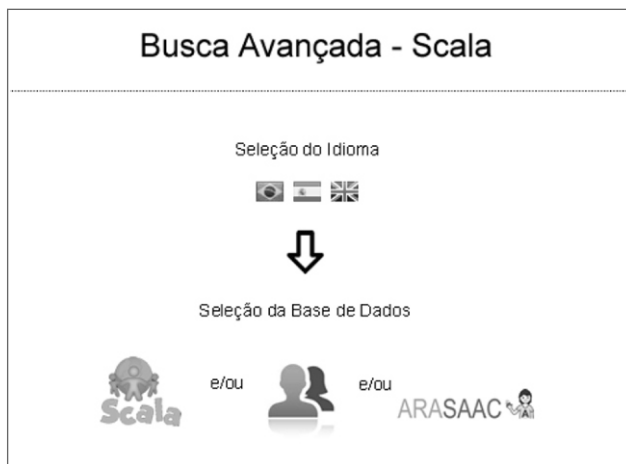 Busca Avançada - Scala
Seleção do Idioma
Seleção da Base de Dados
Scala e/ou e/ou ARASAAC